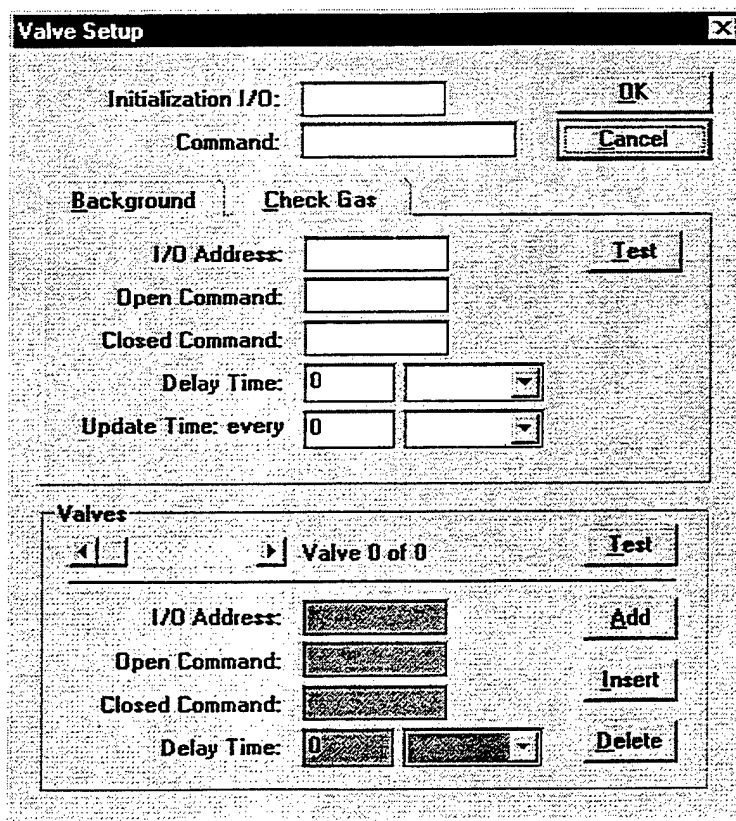 Valve Setup
Initialization I/O:
OK
Command:
Cancel
Background Check Gas
I/O Address:
Test
Open Command:
Closed Command:
Delay Time: 0
Update Time: every 0
Valves
Valve 0 of 0
Test
I/O Address:
Add
Open Command:
Insert
Closed Command:
Delay Time: 0
Delete